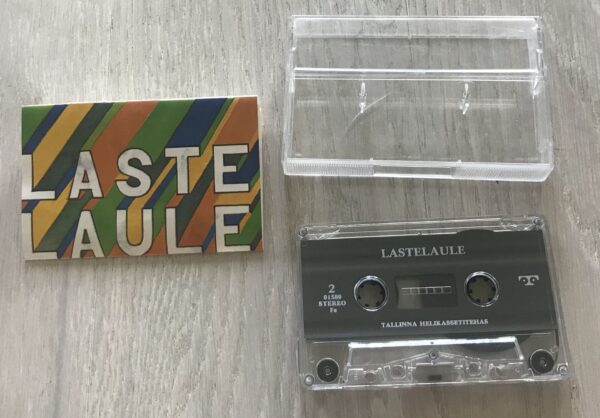 LASTE
LAULE
LASTELAULE
2
01589
STEREO
Fe
TALLINNA HELIKASSETITEHAS